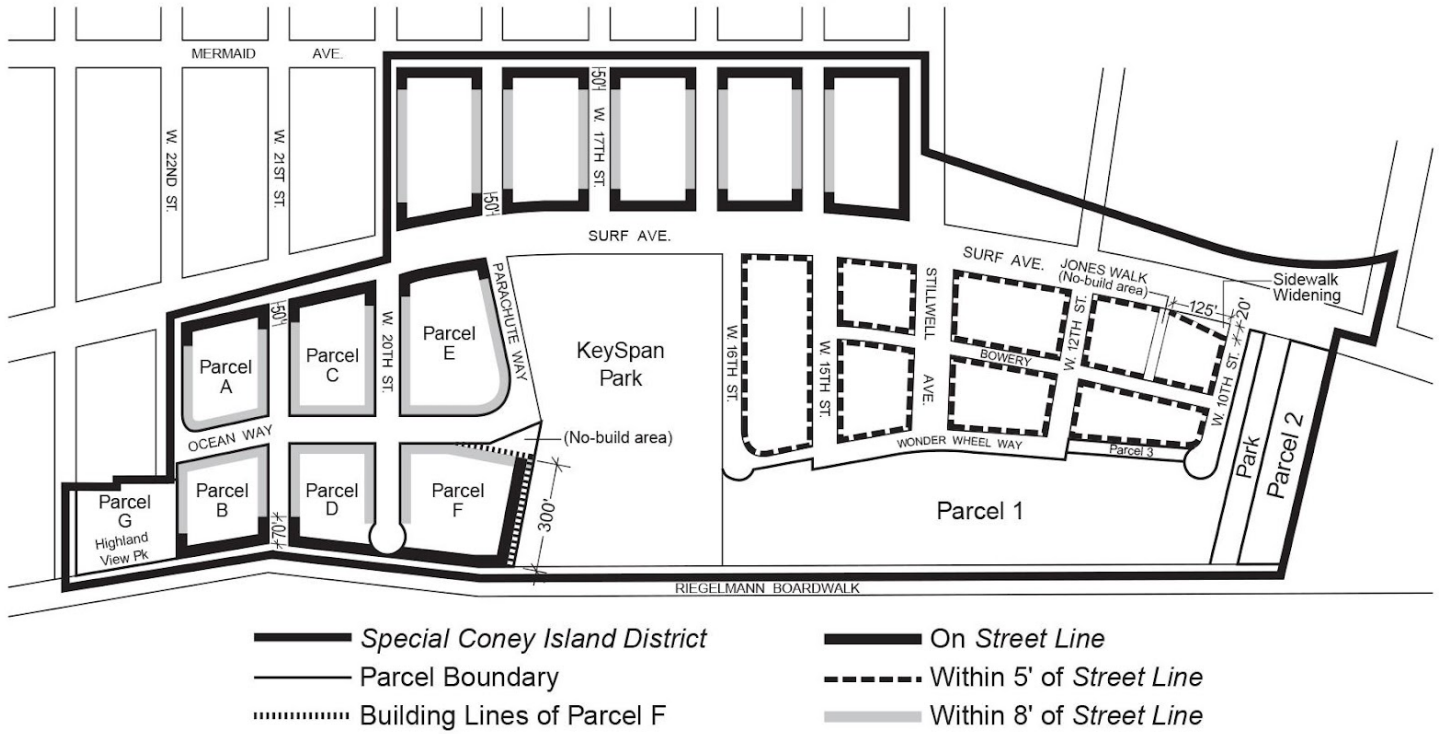 MERMAID AVE.
50'
W. 17TH ST.
W. 22ND ST.
W. 21ST ST.
50'
SURF AVE.
SURF AVE.
JONES WALK
(No-build area)
Sidewalk
Widening
125'
20'
PARACHUTE WAY
STILLWELL
AVE.
W. 12TH ST.
50'
W. 20TH ST.
Parcel
A
Parcel
C
Parcel
E
KeySpan
Park
W. 16TH ST.
W. 15TH ST.
BOWERY
W. 10TH ST.
OCEAN WAY
(No-build area)
WONDER WHEEL WAY
Parcel 3
Park
Parcel 2
Parcel
G
Highland
View Pk
Parcel
B
70'
Parcel
D
Parcel
F
300'
Parcel 1
RIEGELMANN BOARDWALK
Special Coney Island District
Parcel Boundary
Building Lines of Parcel F
On Street Line
Within 5' of Street Line
Within 8' of Street Line